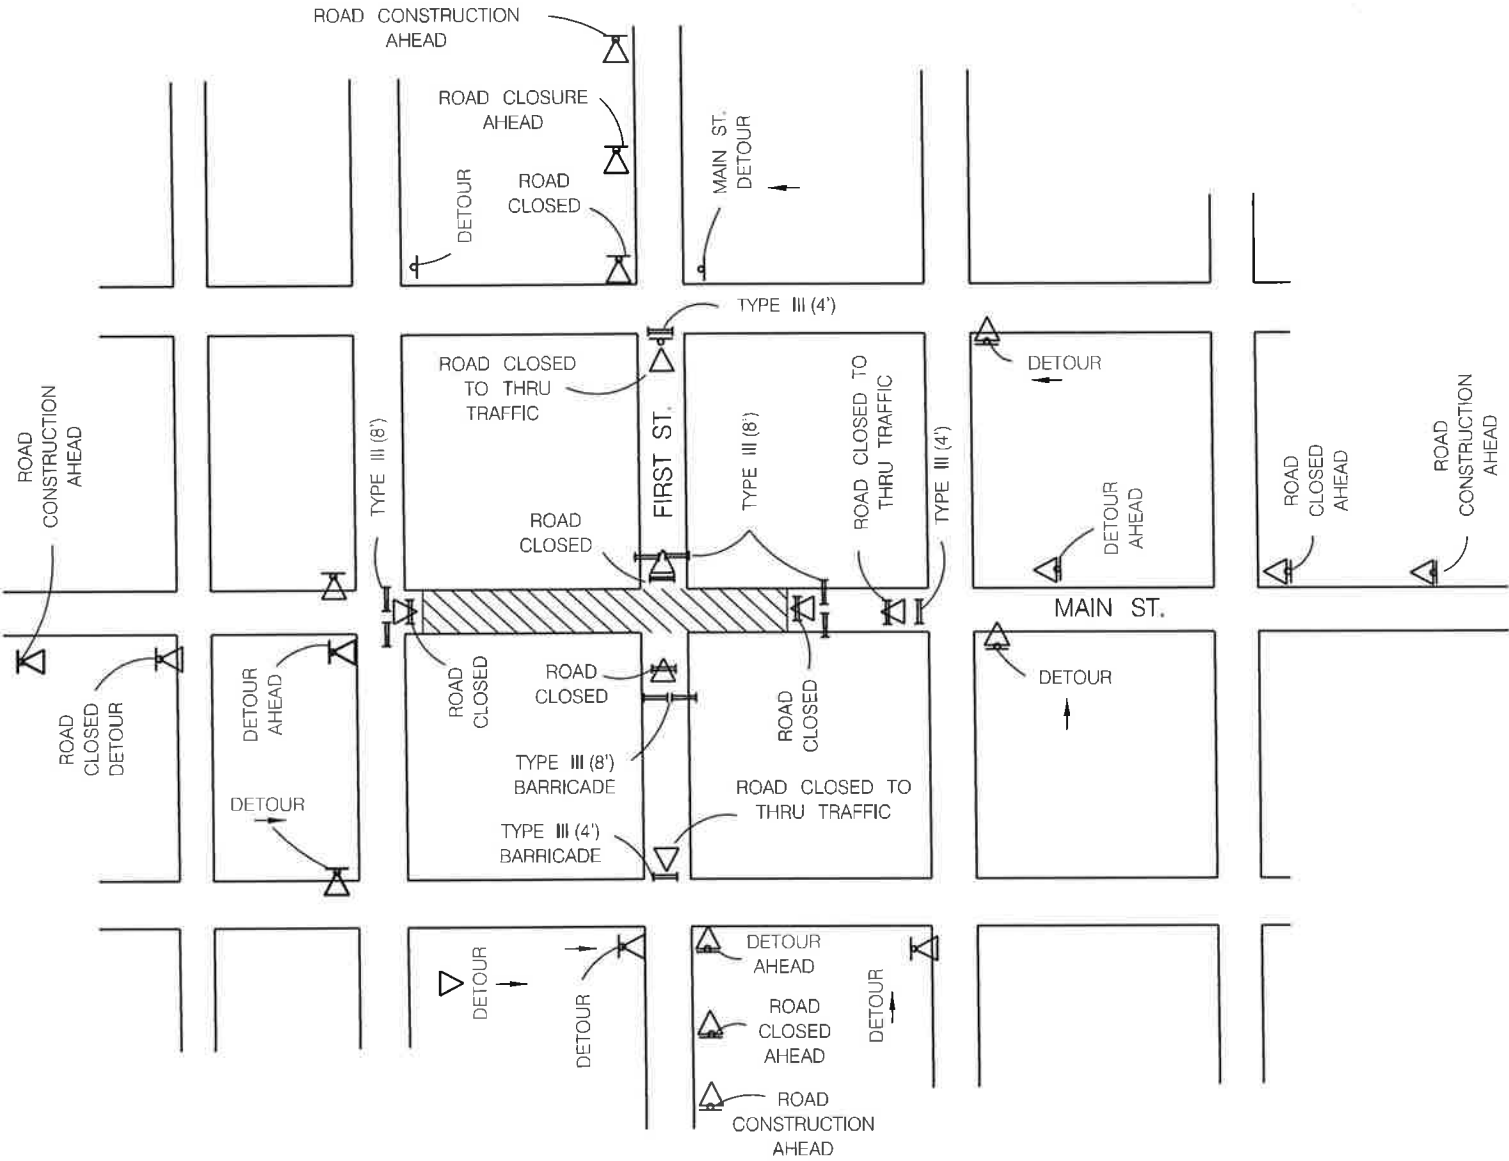 ROAD CONSTRUCTION
AHEAD
ROAD CLOSURE
AHEAD
MAIN ST.
DETOUR
DETOUR
ROAD
CLOSED
TYPE III (4')
ROAD CLOSED
TO THRU
TRAFFIC
DETOUR
ROAD CLOSED TO
THRU TRAFFIC
ROAD
CONSTRUCTION
AHEAD
TYPE III (8')
FIRST ST.
TYPE III (8')
TYPE III (4')
ROAD
CLOSED
AHEAD
ROAD
CONSTRUCTION
AHEAD
DETOUR
AHEAD
ROAD
CLOSED
MAIN ST.
ROAD
CLOSED
DETOUR
DETOUR
AHEAD
ROAD
CLOSED
ROAD
CLOSED
ROAD
CLOSED
DETOUR
TYPE III (8')
BARRICADE
ROAD CLOSED TO
THRU TRAFFIC
DETOUR
TYPE III (4')
BARRICADE
DETOUR
DETOUR
DETOUR
AHEAD
DETOUR
ROAD
CLOSED
AHEAD
ROAD
CONSTRUCTION
AHEAD